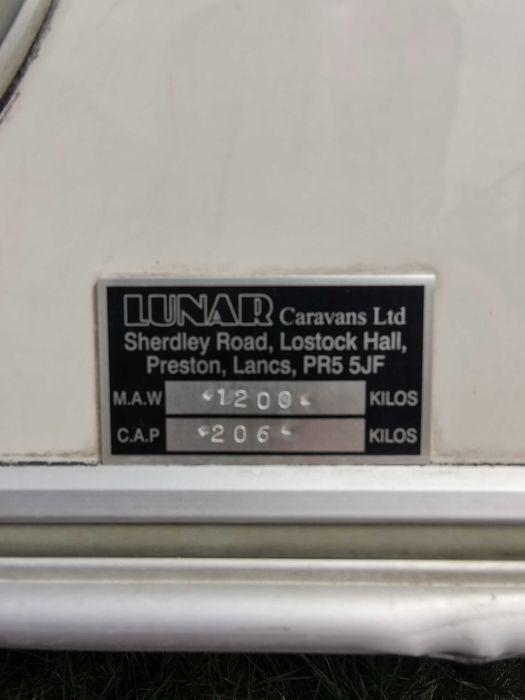 LUNAR Caravans Ltd
Sherdley Road, Lostock Hall,
Preston, Lancs, PR5 5JF
M.A.W 1200 KILOS
C.A.P 206 KILOS